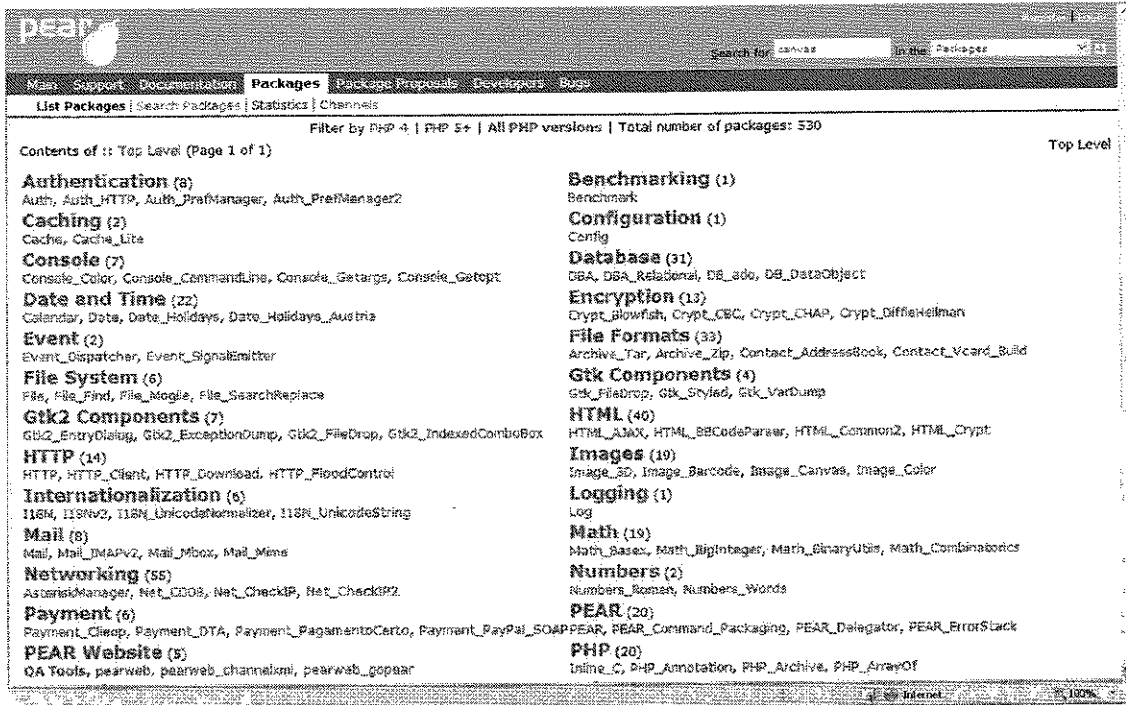 pear
Register | Login
Search for canvas in the Packages
Main Support Documentation Packages Package Proposals Developers Bugs
List Packages | Search Packages | Statistics | Channels
Filter by PHP 4 | PHP 5+ | All PHP versions | Total number of packages: 530
Contents of :: Top Level (Page 1 of 1)
Top Level
Authentication (8)
Auth, Auth_HTTP, Auth_PrefManager, Auth_PrefManager2
Caching (2)
Cache, Cache_Lite
Console (7)
Console_Color, Console_CommandLine, Console_Getargs, Console_Getopt
Date and Time (22)
Calendar, Date, Date_Holidays, Date_Holidays_Austria
Event (2)
Event_Dispatcher, Event_SignalEmitter
File System (6)
File, File_Find, File_Mogile, File_SearchReplace
Gtk2 Components (7)
Gtk2_EntryDialog, Gtk2_ExceptionDump, Gtk2_FileDrop, Gtk2_IndexedComboBox
HTTP (14)
HTTP, HTTP_Client, HTTP_Download, HTTP_FloodControl
Internationalization (6)
I18N, I18Nv2, I18N_UnicodeNormalizer, I18N_UnicodeString
Mail (8)
Mail, Mail_IMAPv2, Mail_Mbox, Mail_Mime
Networking (55)
AsteriskManager, Net_CDDB, Net_CheckIP, Net_CheckIP2
Payment (6)
Payment_Clieop, Payment_DTA, Payment_PagamentoCerto, Payment_PayPal_SOAP
PEAR Website (5)
QA Tools, pearweb, pearweb_channelxml, pearweb_gopear
Benchmarking (1)
Benchmark
Configuration (1)
Config
Database (31)
DBA, DBA_Relational, DB_ado, DB_DataObject
Encryption (13)
Crypt_Blowfish, Crypt_CBC, Crypt_CHAP, Crypt_DiffieHellman
File Formats (33)
Archive_Tar, Archive_Zip, Contact_AddressBook, Contact_Vcard_Build
Gtk Components (4)
Gtk_FileDrop, Gtk_Styled, Gtk_VarDump
HTML (40)
HTML_AJAX, HTML_BBCodeParser, HTML_Common2, HTML_Crypt
Images (19)
Image_3D, Image_Barcode, Image_Canvas, Image_Color
Logging (1)
Log
Math (19)
Math_Basex, Math_BigInteger, Math_BinaryUtils, Math_Combinatorics
Numbers (2)
Numbers_Roman, Numbers_Words
PEAR (20)
PEAR, PEAR_Command_Packaging, PEAR_Delegator, PEAR_ErrorStack
PHP (20)
Inline_C, PHP_Annotation, PHP_Archive, PHP_ArrayOf
Internet
100%